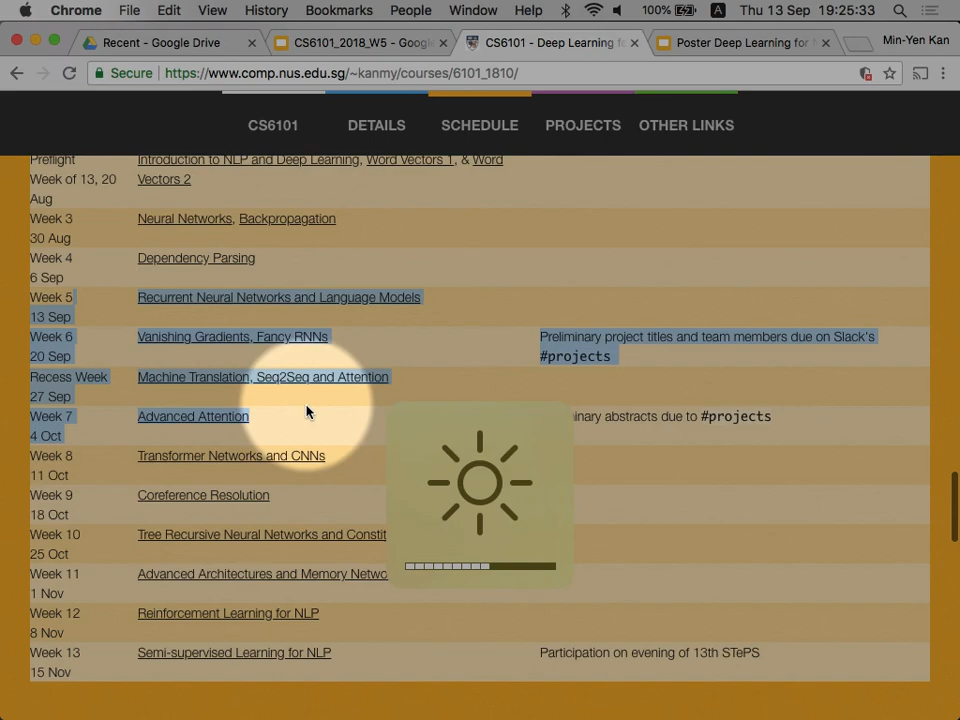 Chrome File Edit View History Bookmarks People Window Help 100% A Thu 13 Sep 19:25:33
Recent - Google Drive CS6101_2018_W5 - Google CS6101 - Deep Learning fo Poster Deep Learning for Min-Yen Kan
Secure https://www.comp.nus.edu.sg/~kanmy/courses/6101_1810/
CS6101 DETAILS SCHEDULE PROJECTS OTHER LINKS
Preflight Introduction to NLP and Deep Learning, Word Vectors 1, & Word
Week of 13, 20 Vectors 2
Aug
Week 3 Neural Networks, Backpropagation
30 Aug
Week 4 Dependency Parsing
6 Sep
Week 5 Recurrent Neural Networks and Language Models
13 Sep
Week 6 Vanishing Gradients, Fancy RNNs Preliminary project titles and team members due on Slack's
20 Sep #projects
Recess Week Machine Translation, Seq2Seq and Attention
27 Sep
Week 7 Advanced Attention inary abstracts due to #projects
4 Oct
Week 8 Transformer Networks and CNNs
11 Oct
Week 9 Coreference Resolution
18 Oct
Week 10 Tree Recursive Neural Networks and Constit
25 Oct
Week 11 Advanced Architectures and Memory Netwo
1 Nov
Week 12 Reinforcement Learning for NLP
8 Nov
Week 13 Semi-supervised Learning for NLP Participation on evening of 13th STePS
15 Nov